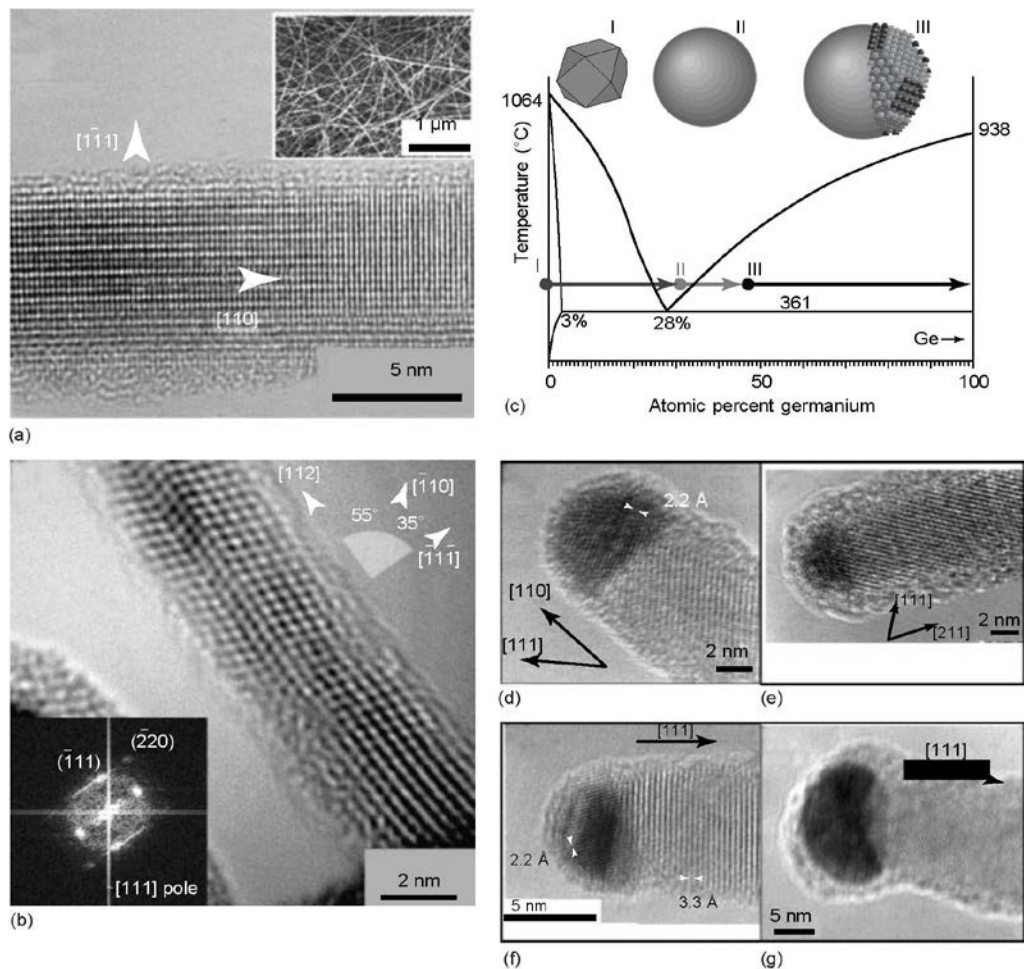 1 µm
[1̄11]
[110]
5 nm
(a)
I
II
III
1064
938
Temperature (°C)
I
II
III
361
3%
28%
Ge→
0
50
100
Atomic percent germanium
(c)
[112]
[1̄10]
55°
35°
[1̄11̄]
(2̄20)
(1̄11)
[111] pole
2 nm
(b)
2.2 Å
[110]
[111]
2 nm
(d)
[111]
[211]
2 nm
(e)
[111]
2.2 Å
3.3 Å
5 nm
(f)
[111]
5 nm
(g)